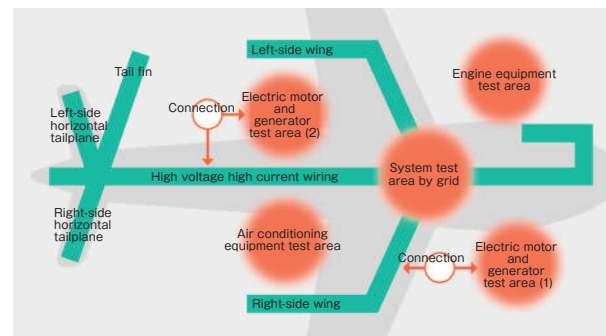 Left-side wing
Tail fin
Engine equipment
test area
Connection
Electric motor
and
generator
test area (2)
Left-side
horizontal
tailplane
High voltage high current wiring
System test
area by grid
Right-side
horizontal
tailplane
Air conditioning
equipment test area
Connection
Electric motor
and
generator
test area (1)
Right-side wing